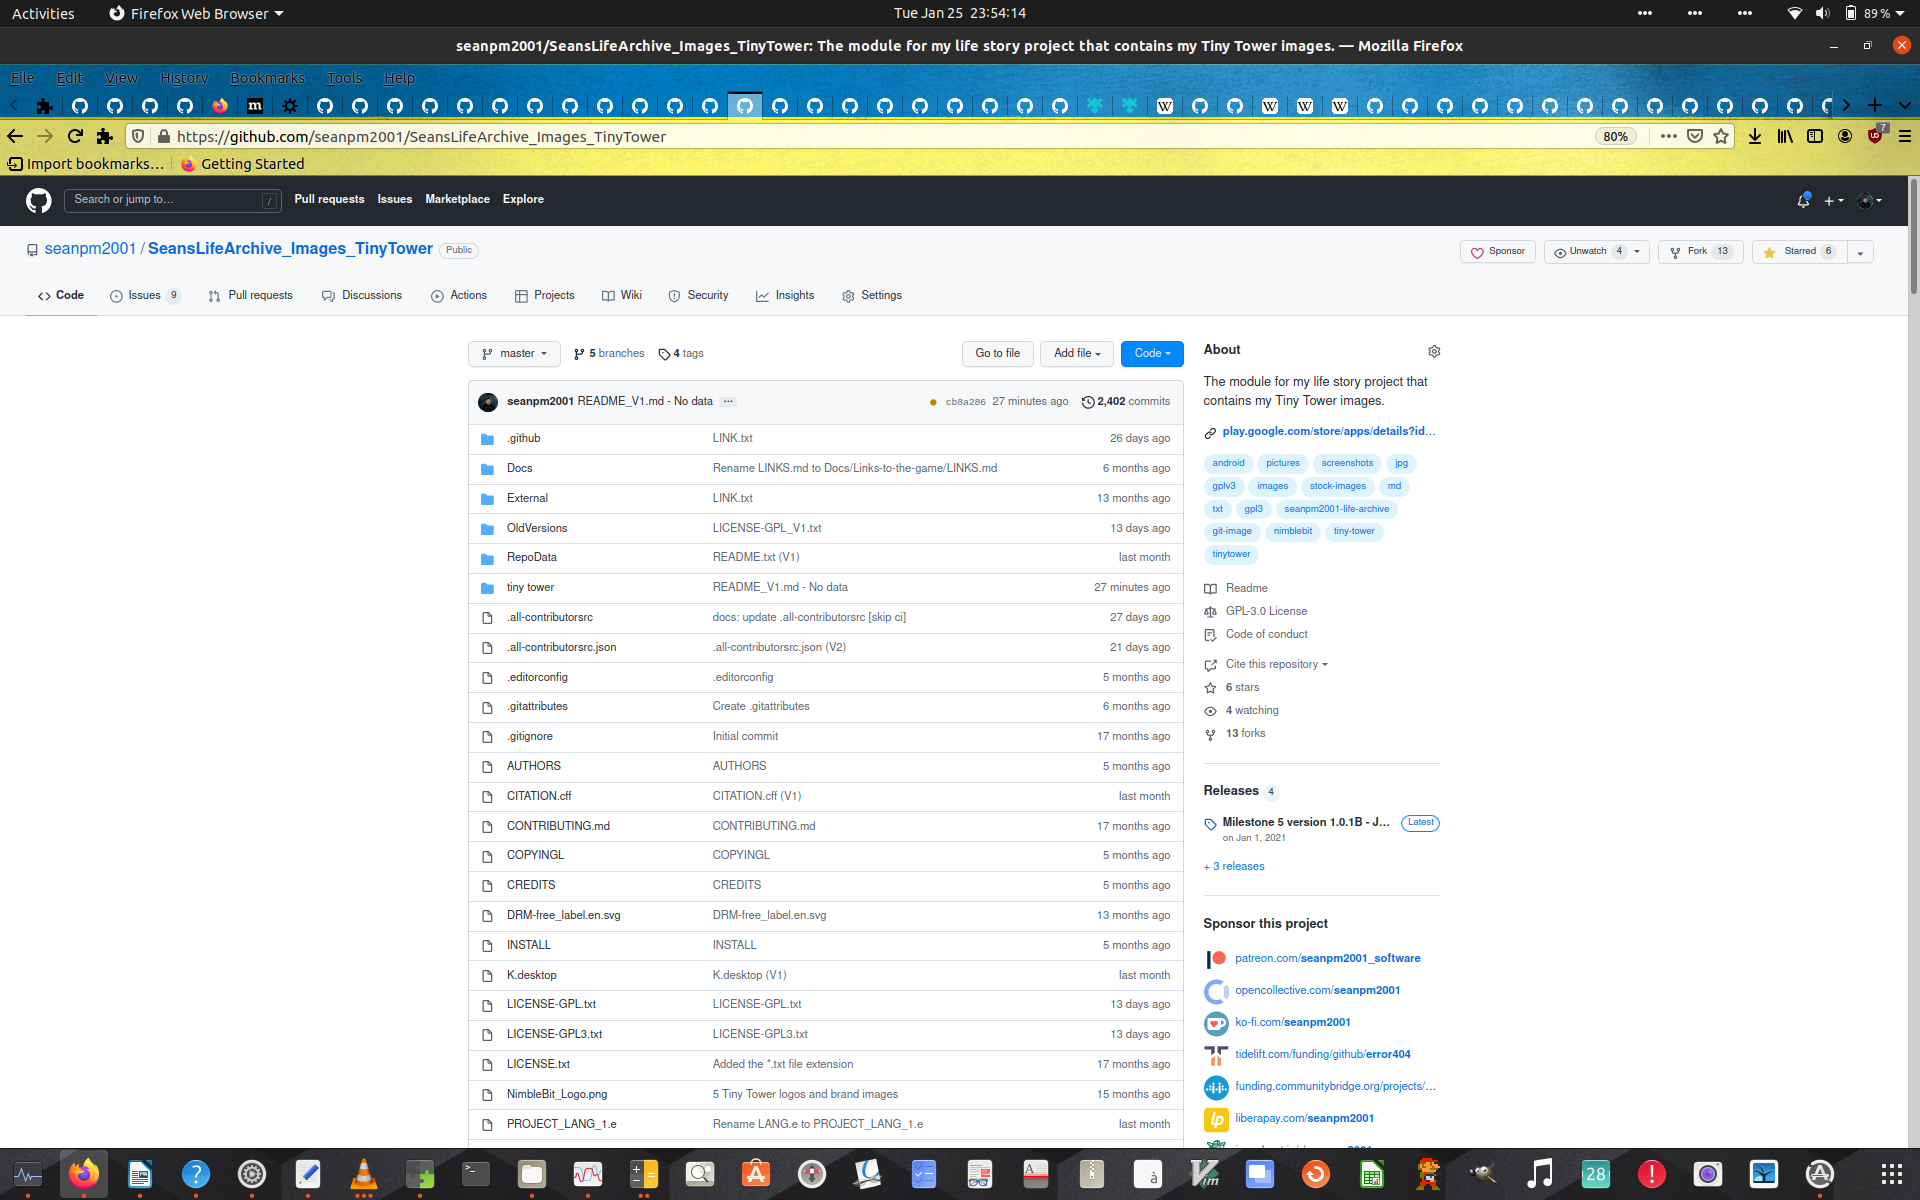 Activities Firefox Web Browser Tue Jan 25 23:54:14 89 %
seanpm2001/SeansLifeArchive_Images_TinyTower: The module for my life story project that contains my Tiny Tower images. — Mozilla Firefox
File Edit View History Bookmarks Tools Help
https://github.com/seanpm2001/SeansLifeArchive_Images_TinyTower 80% 7
Import bookmarks… Getting Started
Search or jump to… / Pull requests Issues Marketplace Explore
seanpm2001 / SeansLifeArchive_Images_TinyTower Public Sponsor Unwatch 4 Fork 13 Starred 6
Code Issues 9 Pull requests Discussions Actions Projects Wiki Security Insights Settings
master 5 branches 4 tags Go to file Add file Code
seanpm2001 README_V1.md - No data ... cb8a286 27 minutes ago 2,402 commits
.github LINK.txt 26 days ago
Docs Rename LINKS.md to Docs/Links-to-the-game/LINKS.md 6 months ago
External LINK.txt 13 months ago
OldVersions LICENSE-GPL_V1.txt 13 days ago
RepoData README.txt (V1) last month
tiny tower README_V1.md - No data 27 minutes ago
.all-contributorsrc docs: update .all-contributorsrc [skip ci] 27 days ago
.all-contributorsrc.json .all-contributorsrc.json (V2) 21 days ago
.editorconfig .editorconfig 5 months ago
.gitattributes Create .gitattributes 6 months ago
.gitignore Initial commit 17 months ago
AUTHORS AUTHORS 5 months ago
CITATION.cff CITATION.cff (V1) last month
CONTRIBUTING.md CONTRIBUTING.md 17 months ago
COPYINGL COPYINGL 5 months ago
CREDITS CREDITS 5 months ago
DRM-free_label.en.svg DRM-free_label.en.svg 13 months ago
INSTALL INSTALL 5 months ago
K.desktop K.desktop (V1) last month
LICENSE-GPL.txt LICENSE-GPL.txt 13 days ago
LICENSE-GPL3.txt LICENSE-GPL3.txt 13 days ago
LICENSE.txt Added the *.txt file extension 17 months ago
NimbleBit_Logo.png 5 Tiny Tower logos and brand images 15 months ago
PROJECT_LANG_1.e Rename LANG.e to PROJECT_LANG_1.e last month
About
The module for my life story project that
contains my Tiny Tower images.
play.google.com/store/apps/details?id…
android pictures screenshots jpg
gplv3 images stock-images md
txt gpl3 seanpm2001-life-archive
git-image nimblebit tiny-tower
tinytower
Readme
GPL-3.0 License
Code of conduct
Cite this repository
6 stars
4 watching
13 forks
Releases 4
Milestone 5 version 1.0.1B - J… Latest
on Jan 1, 2021
+ 3 releases
Sponsor this project
patreon.com/seanpm2001_software
opencollective.com/seanpm2001
ko-fi.com/seanpm2001
tidelift.com/funding/github/error404
funding.communitybridge.org/projects/…
liberapay.com/seanpm2001
28